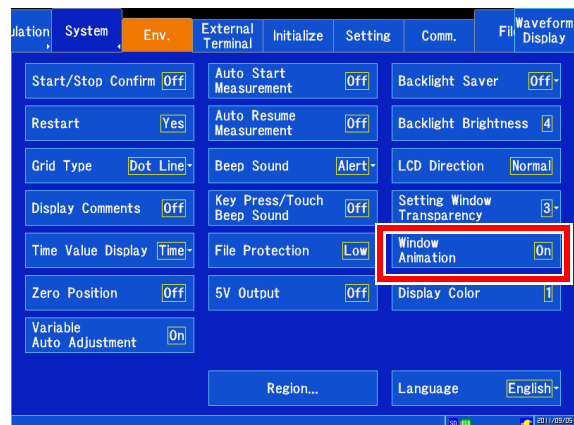 ulation
System
Env.
External
Terminal
Initialize
Setting
Comm.
Fil
Waveform
Display
Start/Stop Confirm Off
Auto Start
Measurement Off
Backlight Saver Off
Restart Yes
Auto Resume
Measurement Off
Backlight Brightness 4
Grid Type Dot Line
Beep Sound Alert
LCD Direction Normal
Display Comments Off
Key Press/Touch
Beep Sound Off
Setting Window
Transparency 3
Time Value Display Time
File Protection Low
Window
Animation On
Zero Position Off
5V Output Off
Display Color 1
Variable
Auto Adjustment On
Region...
Language English
SD
2011/09/05